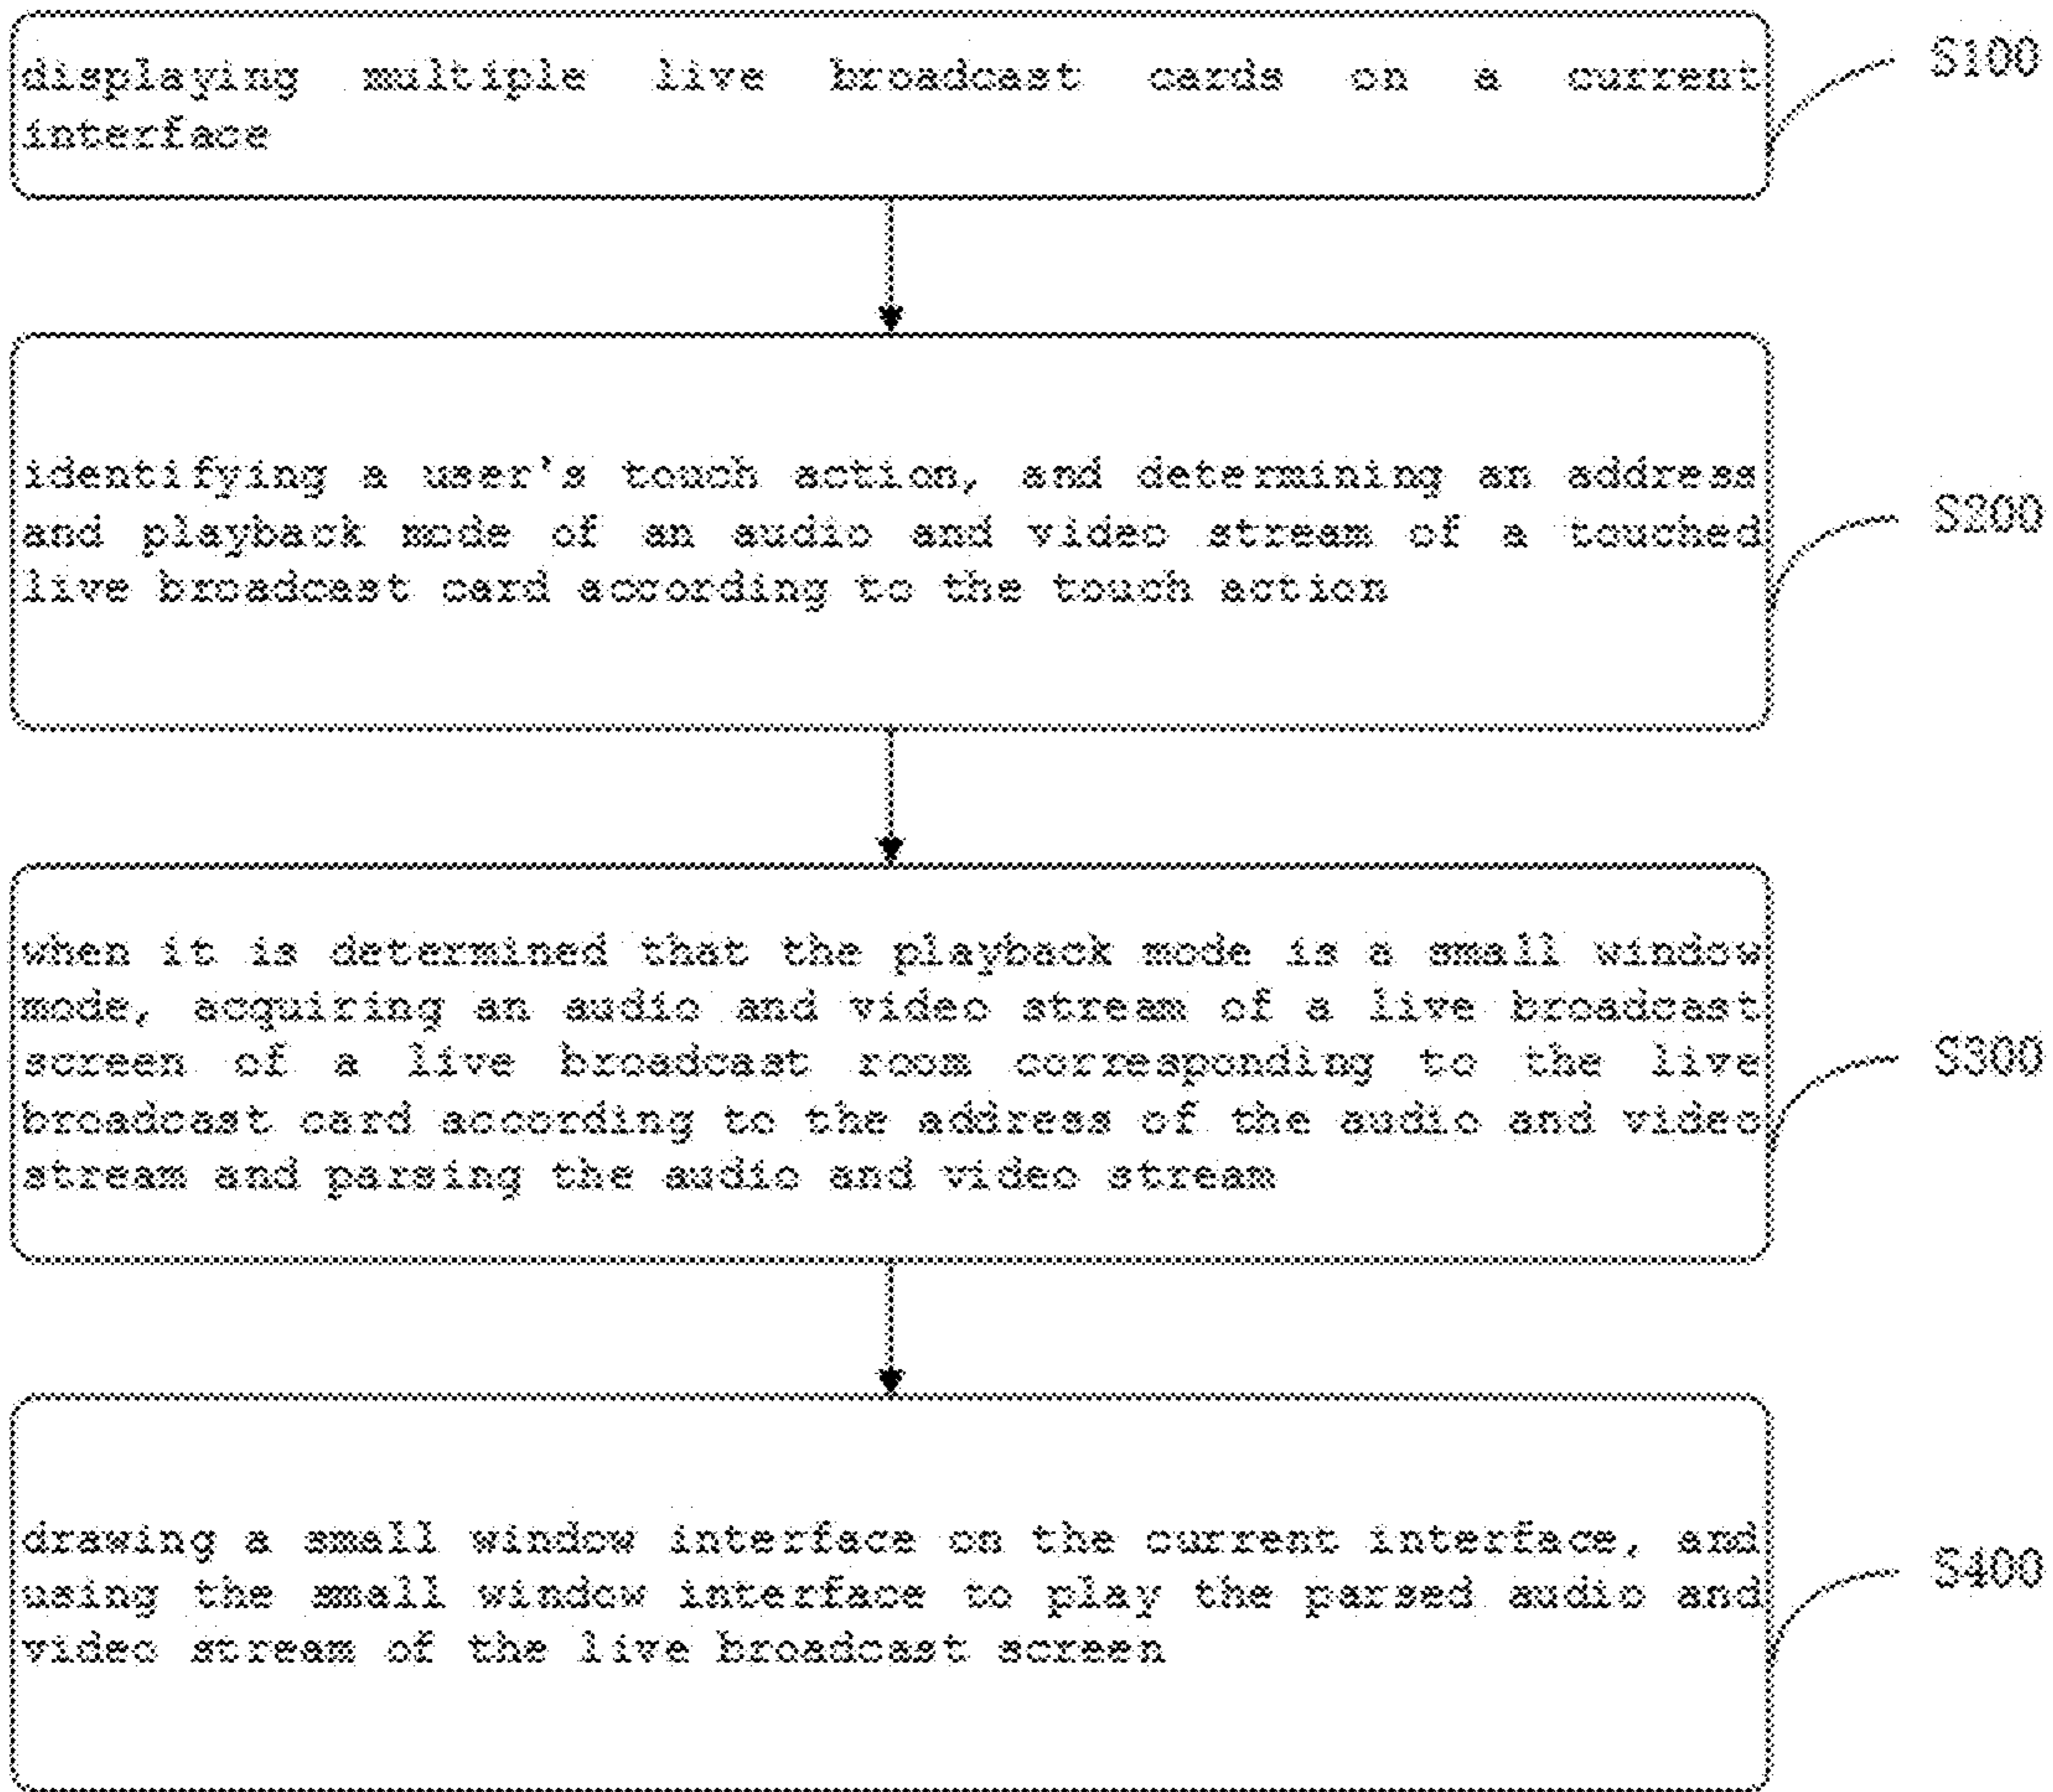 displaying multiple live broadcast cards on a current
interface
S100
identifying a user's touch action, and determining an address
and playback mode of an audio and video stream of a touched
live broadcast card according to the touch action
S200
when it is determined that the playback mode is a small window
mode, acquiring an audio and video stream of a live broadcast
screen of a live broadcast room corresponding to the live
broadcast card according to the address of the audio and video
stream and parsing the audio and video stream
S300
drawing a small window interface on the current interface, and
using the small window interface to play the parsed audio and
video stream of the live broadcast screen
S400